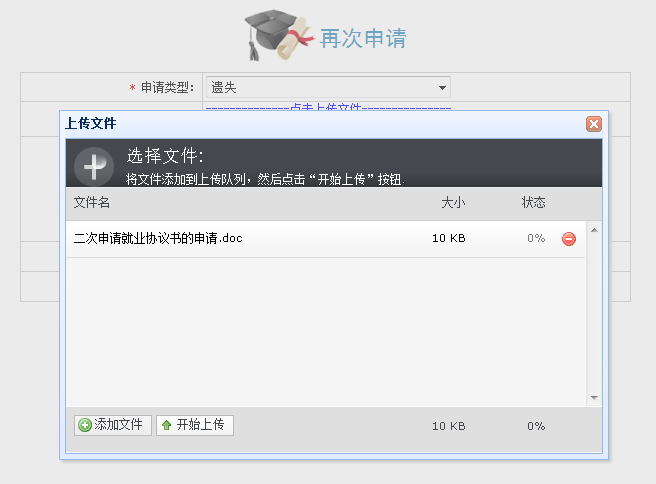 再次申请
* 申请类型： 遗失
--------------点击上传文件---------------
上传文件
选择文件:
将文件添加到上传队列，然后点击“开始上传”按钮.
文件名 大小 状态
二次申请就业协议书的申请.doc 10 KB 0%
添加文件 开始上传 10 KB 0%